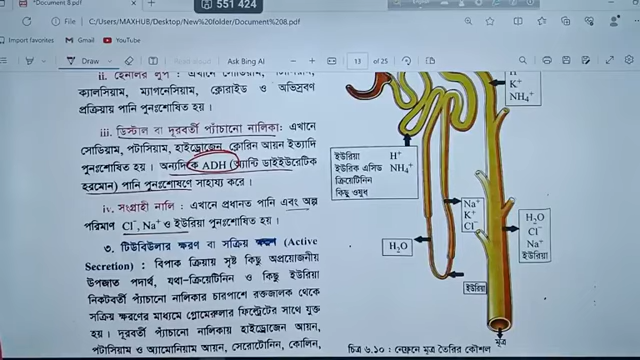 Document 8.pdf
551 424
File
C:/Users/MAXHUB/Desktop/New%20folder/Document%208.pdf
Import favorites
Gmail
YouTube
Draw
Ask Bing AI
13 of 25
ii. হেনলির লুপ : এখানে সোডিয়াম,
ক্যালসিয়াম, ম্যাগনেসিয়াম, ক্লোরাইড ও অভিস্রবণ
প্রক্রিয়ায় পানি পুনঃশোষিত হয় ।
iii. ডিস্টাল বা দূরবর্তী প্যাঁচানো নালিকা: এখানে
সোডিয়াম, পটাসিয়াম, হাইড্রোজেন, ক্লোরিন আয়ন ইত্যাদি
পুনঃশোষিত হয় । অন্যদিকে ADH (অ্যান্টি ডাইইউরেটিক
হরমোন) পানি পুনঃশোষণে সাহায্য করে ।
iv. সংগ্রাহী নালি : এখানে প্রধানত পানি এবং অল্প
পরিমাণ Cl⁻, Na⁺ ও ইউরিয়া পুনঃশোষিত হয় ।
৩. টিউবিউলার ক্ষরণ বা সক্রিয় ক্ষরণ (Active
Secretion) : বিপাক ক্রিয়ায় সৃষ্ট কিছু অপ্রয়োজনীয়
উপজাত পদার্থ, যথা-ক্রিয়েটিনিন ও কিছু ইউরিয়া
নিকটবর্তী প্যাঁচানো নালিকার চারপাশে রক্তজালক থেকে
সক্রিয় ক্ষরণের মাধ্যমে গ্লোমেরুলার ফিল্ট্রেটের সাথে যুক্ত
হয় । দূরবর্তী প্যাঁচানো নালিকায় হাইড্রোজেন আয়ন,
পটাসিয়াম ও অ্যামোনিয়াম আয়ন, সেরোটোনিন, কোলিন,
H⁺
K⁺
NH₄⁺
ইউরিয়া H⁺
ইউরিক এসিড NH₄⁺
ক্রিয়েটিনিন
কিছু ওষুধ
Na⁺
K⁺
Cl⁻
H₂O
Cl⁻
Na⁺
ইউরিয়া
H₂O
ইউরিয়া
মূত্র
চিত্র ৬.১০ : নেফ্রনে মূত্র তৈরির কৌশল